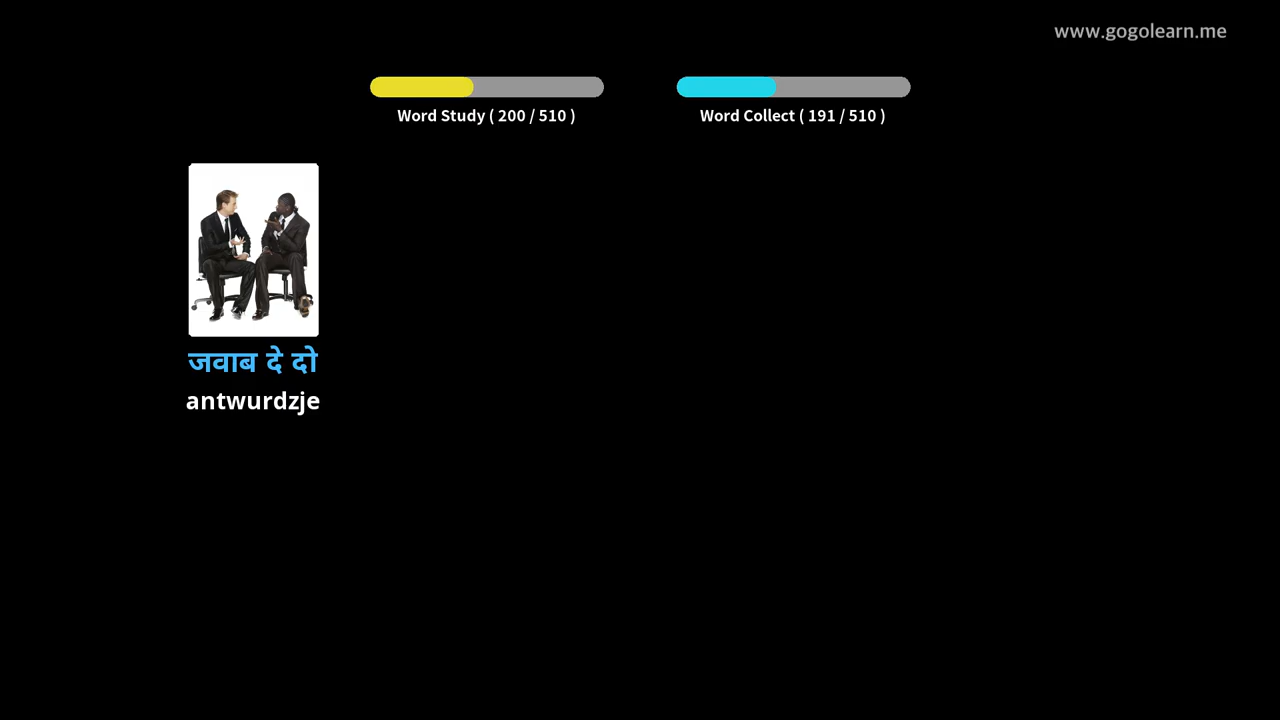 www.gogolearn.me
Word Study ( 200 / 510 )
Word Collect ( 191 / 510 )
जवाब दे दो
antwurdzje